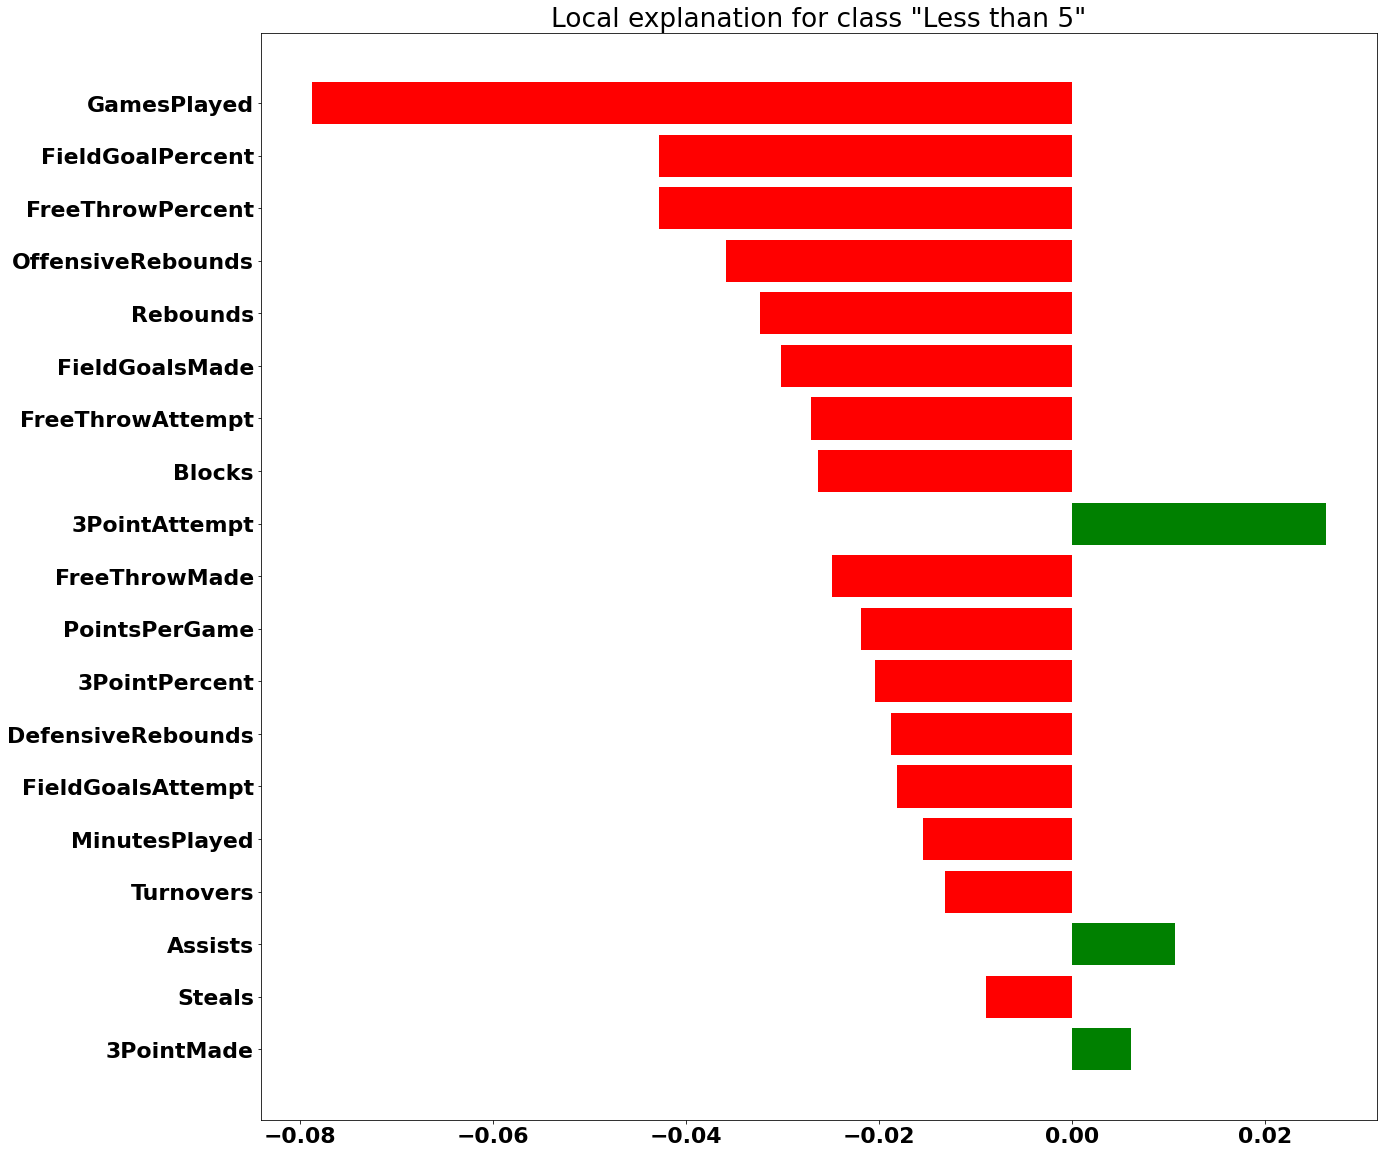 Local explanation for class "Less than 5"
GamesPlayed
FieldGoalPercent
FreeThrowPercent
OffensiveRebounds
Rebounds
FieldGoalsMade
FreeThrowAttempt
Blocks
3PointAttempt
FreeThrowMade
PointsPerGame
3PointPercent
DefensiveRebounds
FieldGoalsAttempt
MinutesPlayed
Turnovers
Assists
Steals
3PointMade
−0.08 −0.06 −0.04 −0.02 0.00 0.02